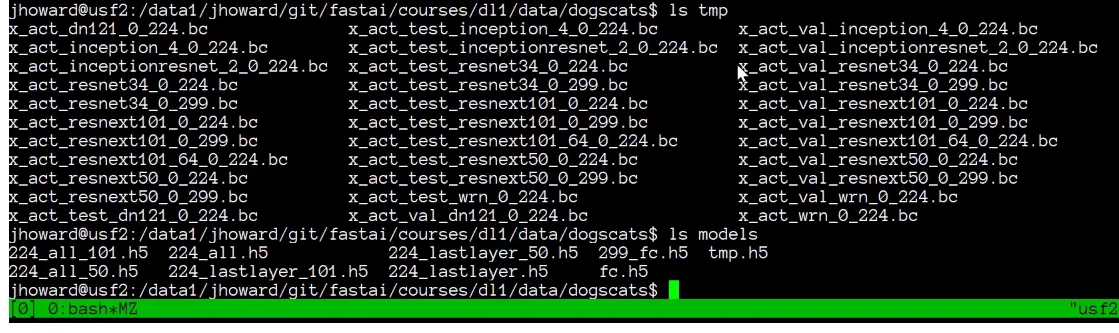 jhoward@usf2:/data1/jhoward/git/fastai/courses/dl1/data/dogscats$ ls tmp
x_act_dn121_0_224.bc x_act_test_inception_4_0_224.bc x_act_val_inception_4_0_224.bc
x_act_inception_4_0_224.bc x_act_test_inceptionresnet_2_0_224.bc x_act_val_inceptionresnet_2_0_224.bc
x_act_inceptionresnet_2_0_224.bc x_act_test_resnet34_0_224.bc x_act_val_resnet34_0_224.bc
x_act_resnet34_0_224.bc x_act_test_resnet34_0_299.bc x_act_val_resnet34_0_299.bc
x_act_resnet34_0_299.bc x_act_test_resnext101_0_224.bc x_act_val_resnext101_0_224.bc
x_act_resnext101_0_224.bc x_act_test_resnext101_0_299.bc x_act_val_resnext101_0_299.bc
x_act_resnext101_0_299.bc x_act_test_resnext101_64_0_224.bc x_act_val_resnext101_64_0_224.bc
x_act_resnext101_64_0_224.bc x_act_test_resnext50_0_224.bc x_act_val_resnext50_0_224.bc
x_act_resnext50_0_224.bc x_act_test_resnext50_0_299.bc x_act_val_resnext50_0_299.bc
x_act_resnext50_0_299.bc x_act_test_wrn_0_224.bc x_act_val_wrn_0_224.bc
x_act_test_dn121_0_224.bc x_act_val_dn121_0_224.bc x_act_wrn_0_224.bc
jhoward@usf2:/data1/jhoward/git/fastai/courses/dl1/data/dogscats$ ls models
224_all_101.h5 224_all.h5 224_lastlayer_50.h5 299_fc.h5 tmp.h5
224_all_50.h5 224_lastlayer_101.h5 224_lastlayer.h5 fc.h5
jhoward@usf2:/data1/jhoward/git/fastai/courses/dl1/data/dogscats$
[0] 0:bash*MZ "usf2